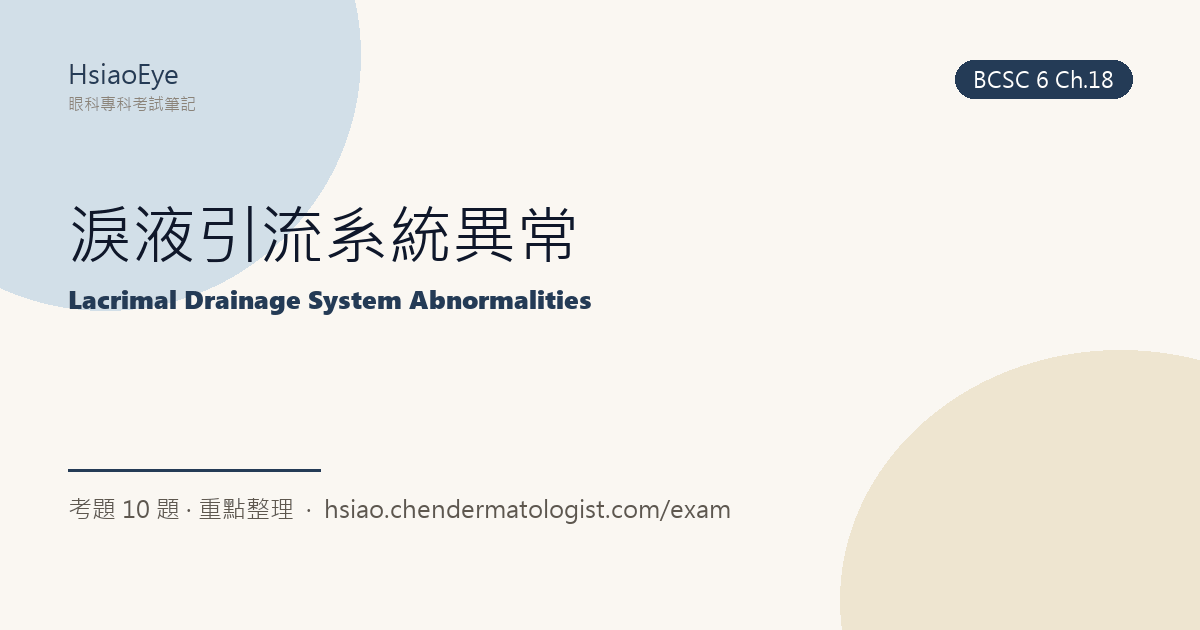 HsiaoEye
眼科專科考試筆記
BCSC 6 Ch.18
淚液引流系統異常
Lacrimal Drainage System Abnormalities
考題 10 題 · 重點整理 · hsiao.chendermatologist.com/exam